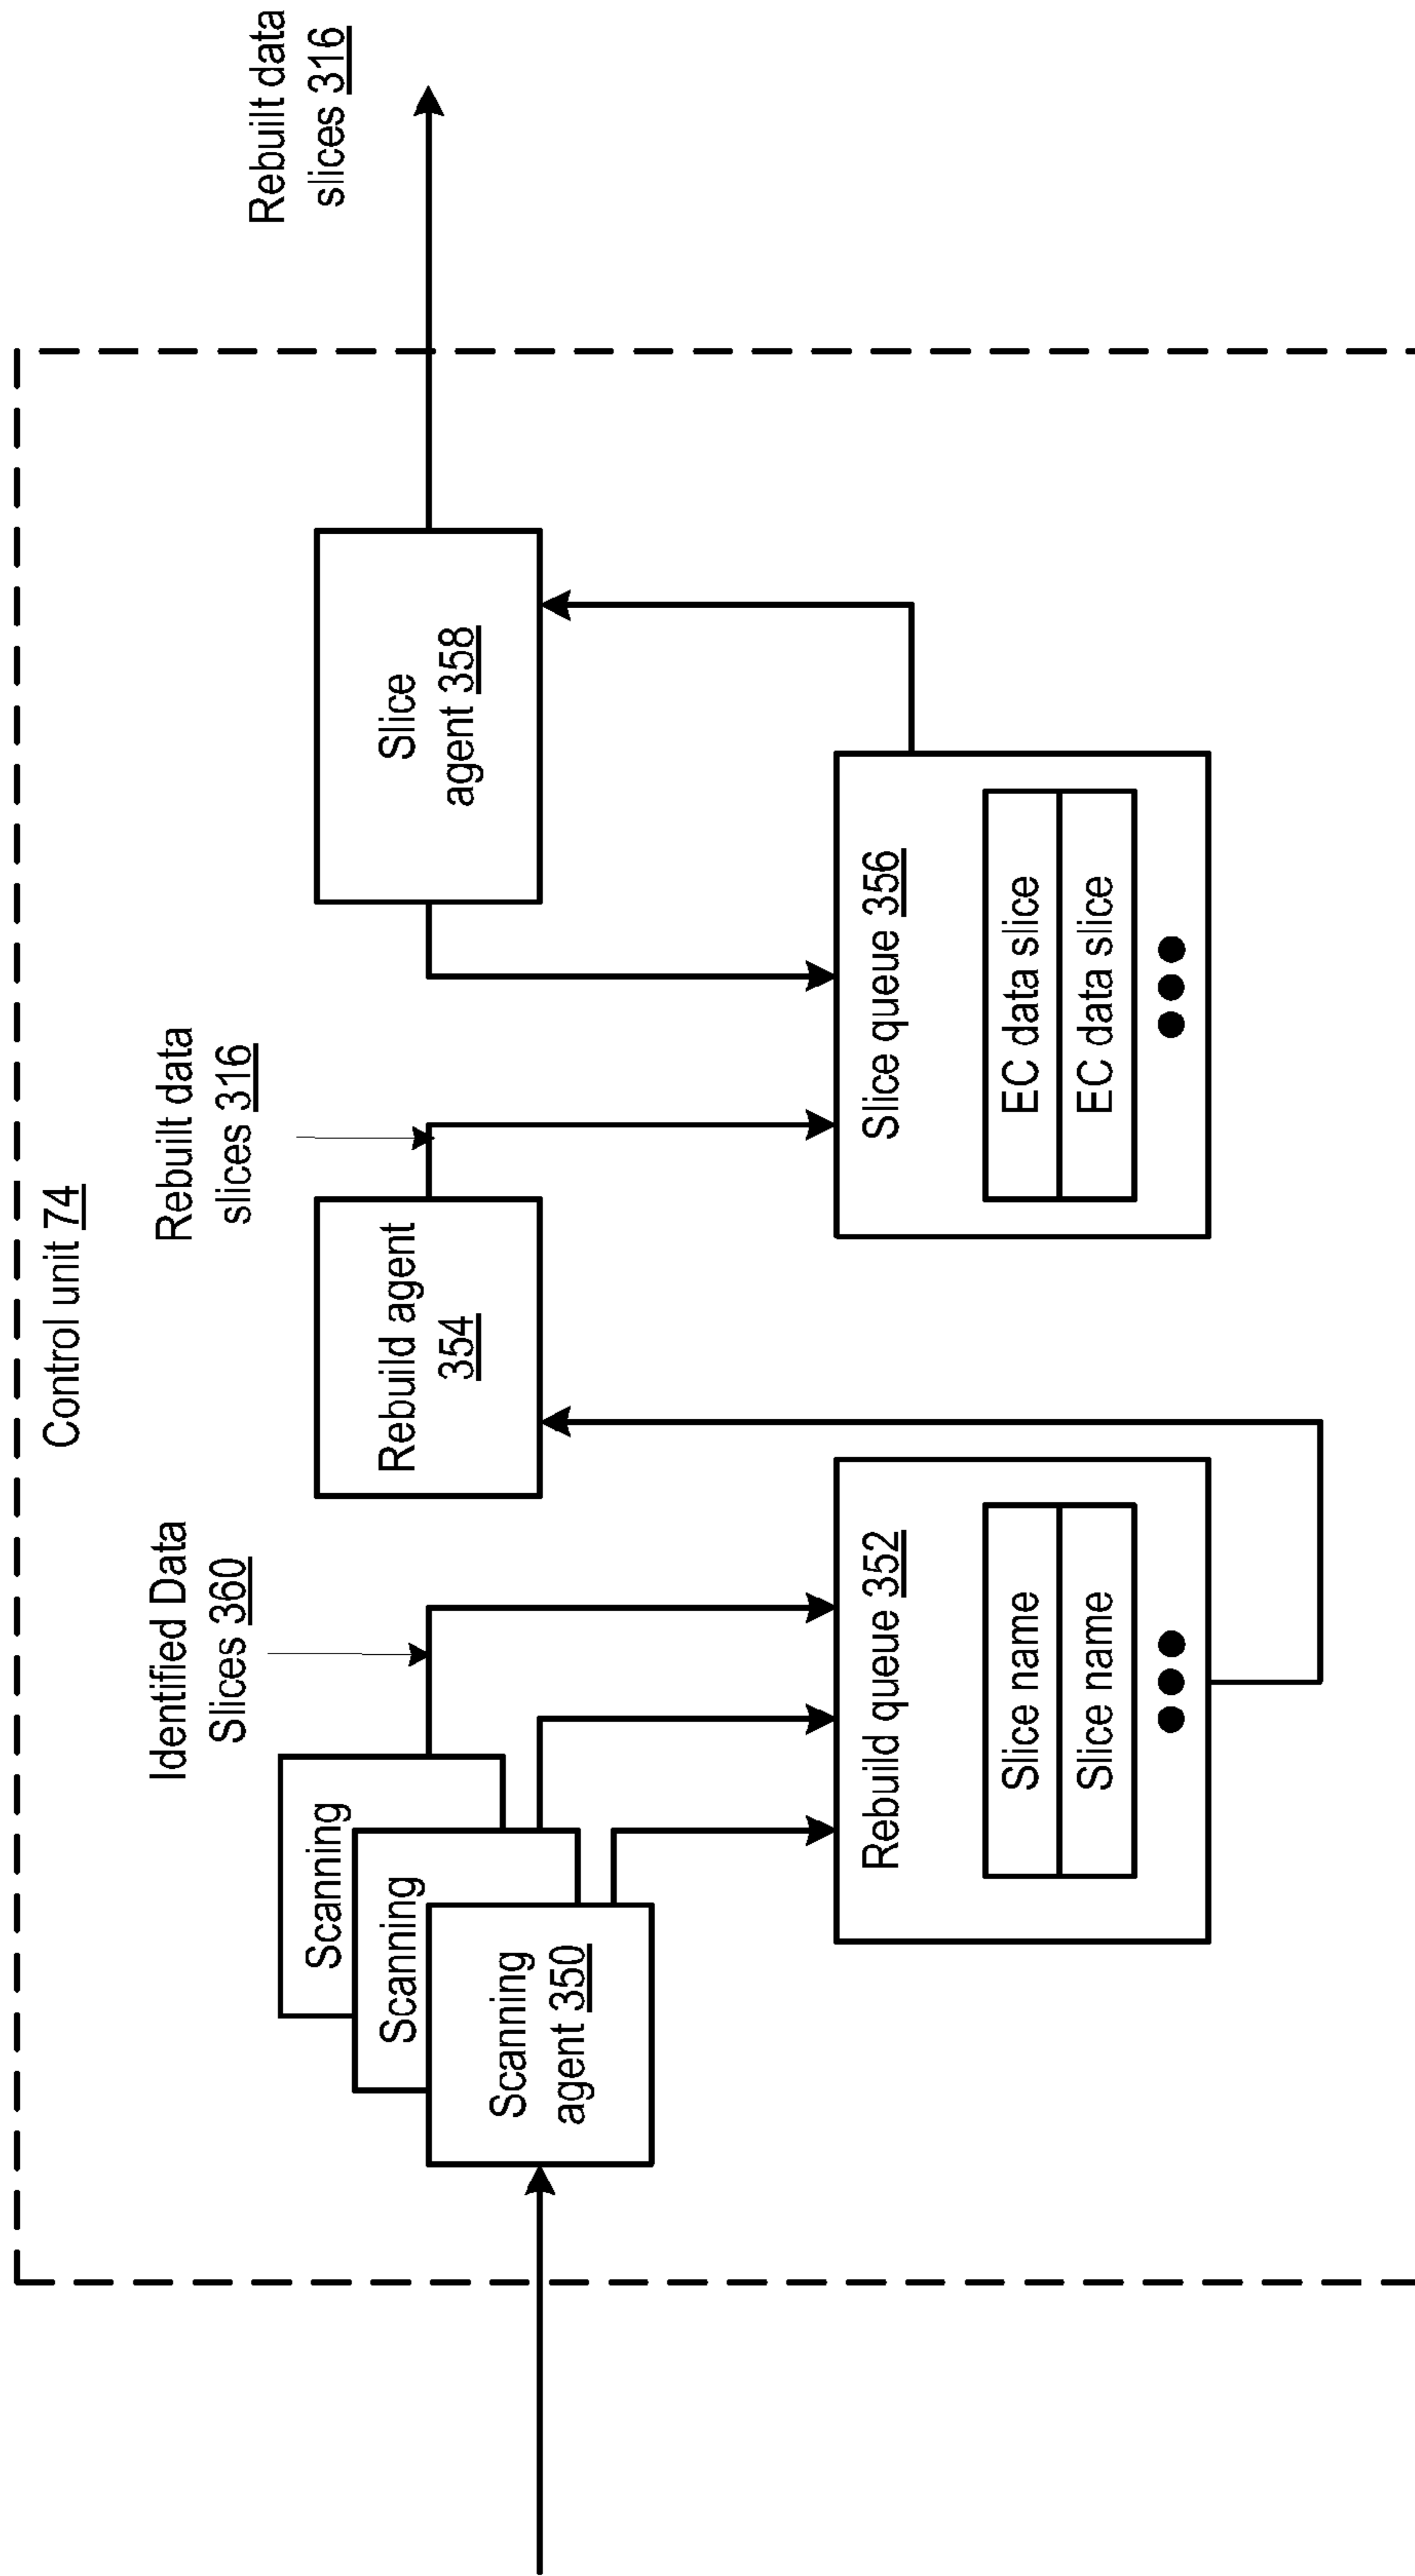 Control unit 74
Identified Data
Slices 360
Rebuilt data
slices 316
Rebuilt data
slices 316
Scanning
Scanning
Scanning
agent 350
Rebuild agent
354
Slice
agent 358
Rebuild queue 352
Slice name
Slice name
Slice queue 356
EC data slice
EC data slice